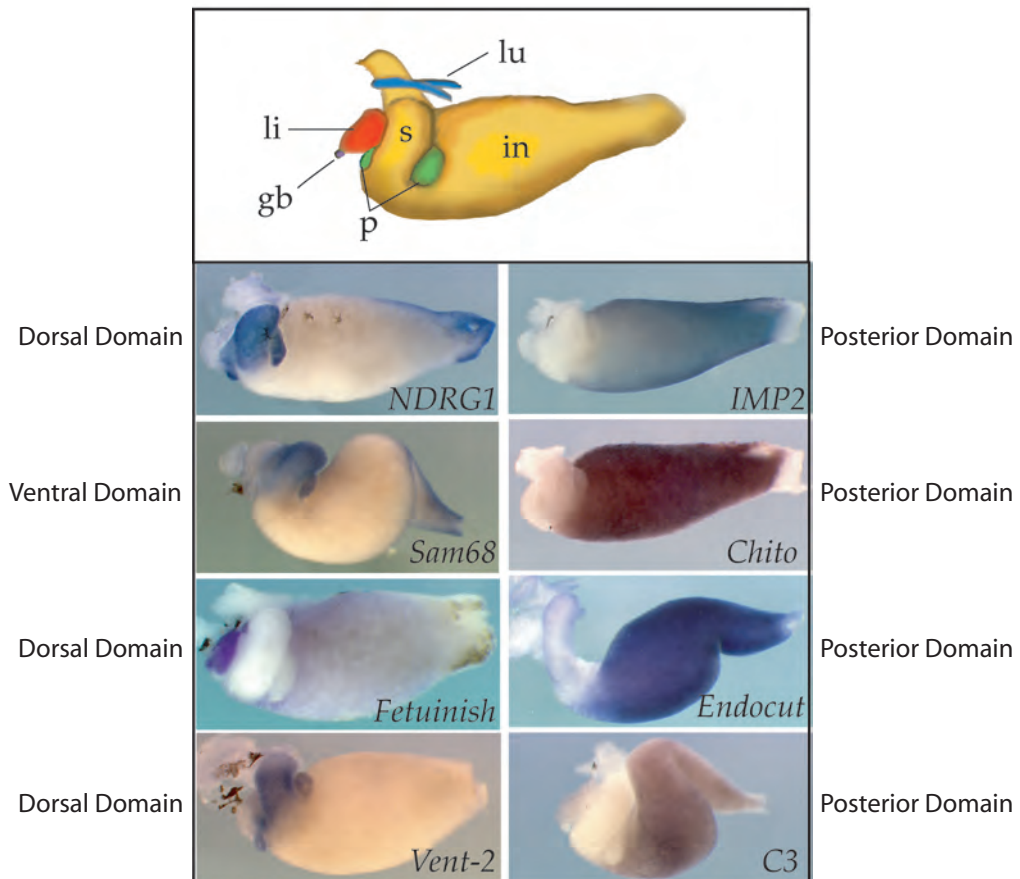 lu
li
s
in
gb
p
Dorsal Domain
NDRG1
IMP2
Posterior Domain
Ventral Domain
Sam68
Chito
Posterior Domain
Dorsal Domain
Fetuinish
Endocut
Posterior Domain
Dorsal Domain
Vent-2
C3
Posterior Domain